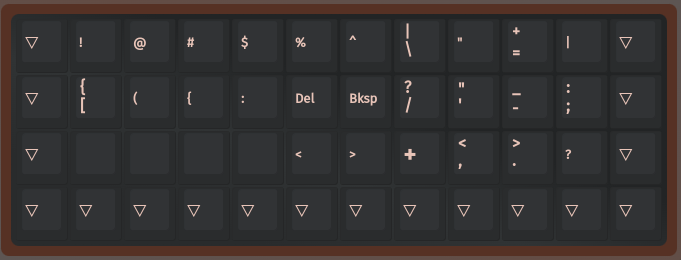 ▽ ! @ # $ % ^ | \ " + = | ▽
▽ { [ ( { : Del Bksp ? / " ' _ - : ; ▽
▽ < > + < , > . ? ▽
▽ ▽ ▽ ▽ ▽ ▽ ▽ ▽ ▽ ▽ ▽ ▽